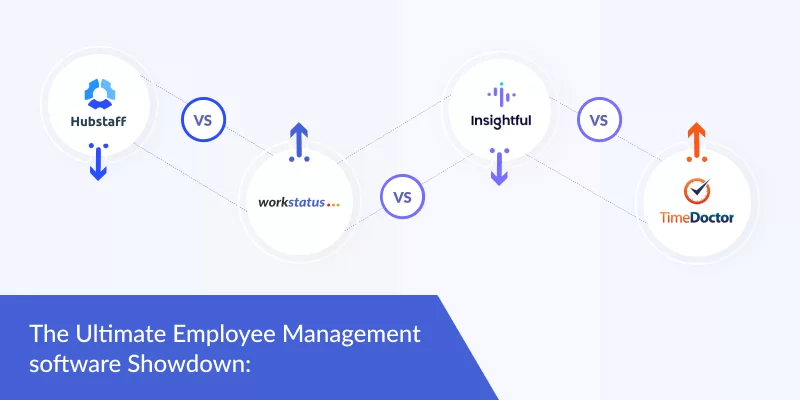 Hubstaff
VS
workstatus...
VS
Insightful
VS
TimeDoctor
The Ultimate Employee Management
software Showdown: